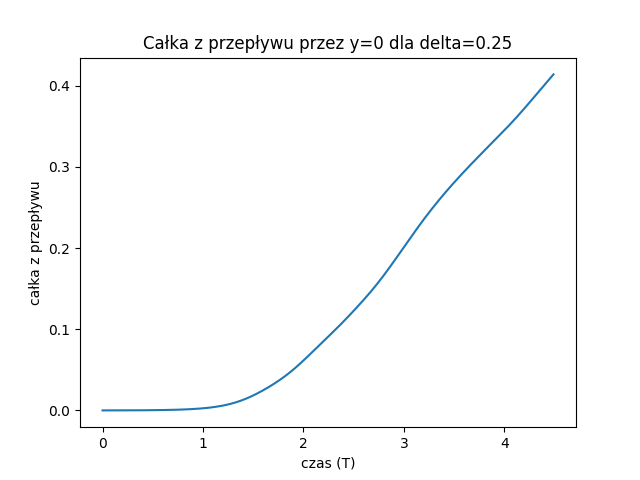 Całka z przepływu przez y=0 dla delta=0.25
całka z przepływu
0.4
0.3
0.2
0.1
0.0
0 1 2 3 4
czas (T)